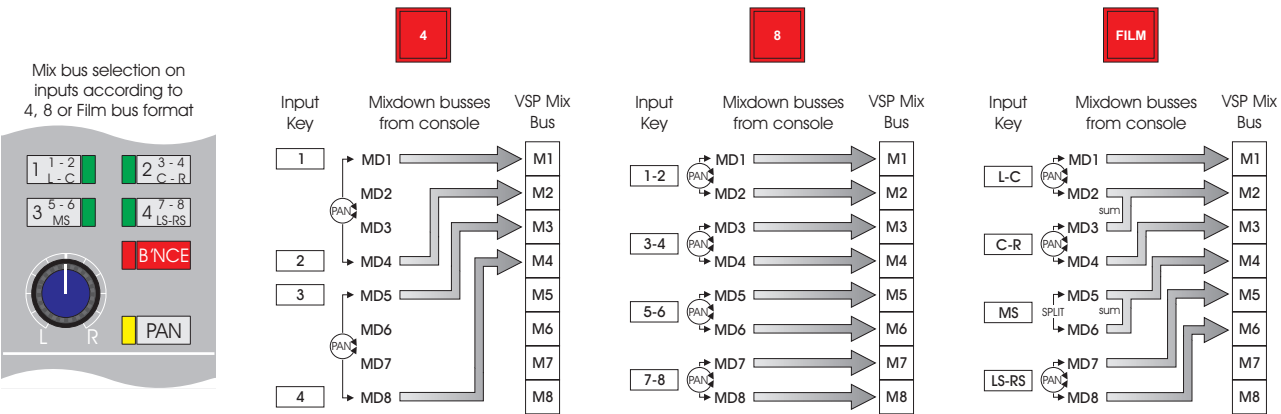 Mix bus selection on
inputs according to
4, 8 or Film bus format
1 1 - 2 L - C
2 3 - 4 C - R
3 5 - 6 MS
4 7 - 8 LS-RS
B'NCE
L R
PAN
4
Input Key
Mixdown busses from console
VSP Mix Bus
1
MD1
M1
MD2
M2
PAN
MD3
M3
2
MD4
M4
3
MD5
M5
MD6
M6
PAN
MD7
M7
4
MD8
M8
8
Input Key
Mixdown busses from console
VSP Mix Bus
MD1
M1
1-2
PAN
MD2
M2
MD3
M3
3-4
PAN
MD4
M4
MD5
M5
5-6
PAN
MD6
M6
MD7
M7
7-8
PAN
MD8
M8
FILM
Input Key
Mixdown busses from console
VSP Mix Bus
MD1
M1
L-C
PAN
MD2
M2
sum
MD3
M3
C-R
PAN
MD4
M4
MD5
M5
MS
SPLIT
sum
MD6
M6
MD7
M7
LS-RS
PAN
MD8
M8